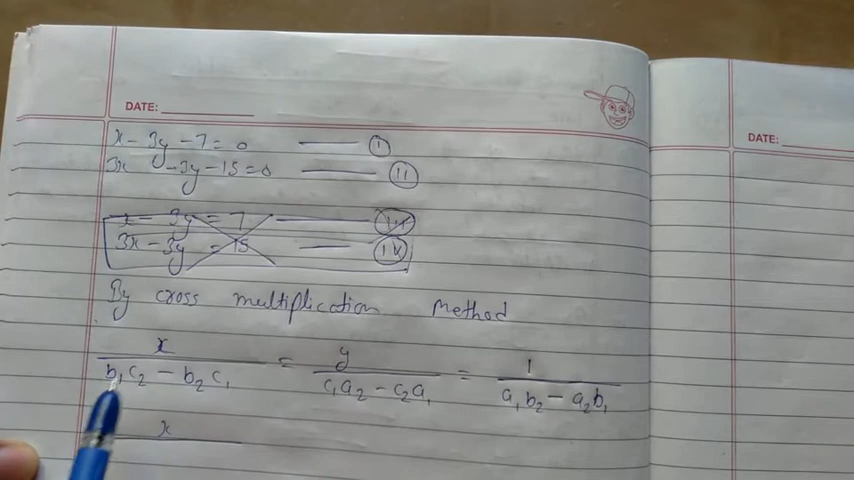 DATE:
DATE:
x - 3y - 7 = 0 ——— (I)
3x - 3y - 15 = 0 ——— (II)
x - 3y = 7 ———
3x - 3y = 15 ——— (IV)
By cross multiplication Method
x / (b₁c₂ - b₂c₁) = y / (c₁a₂ - c₂a₁) = 1 / (a₁b₂ - a₂b₁)
x